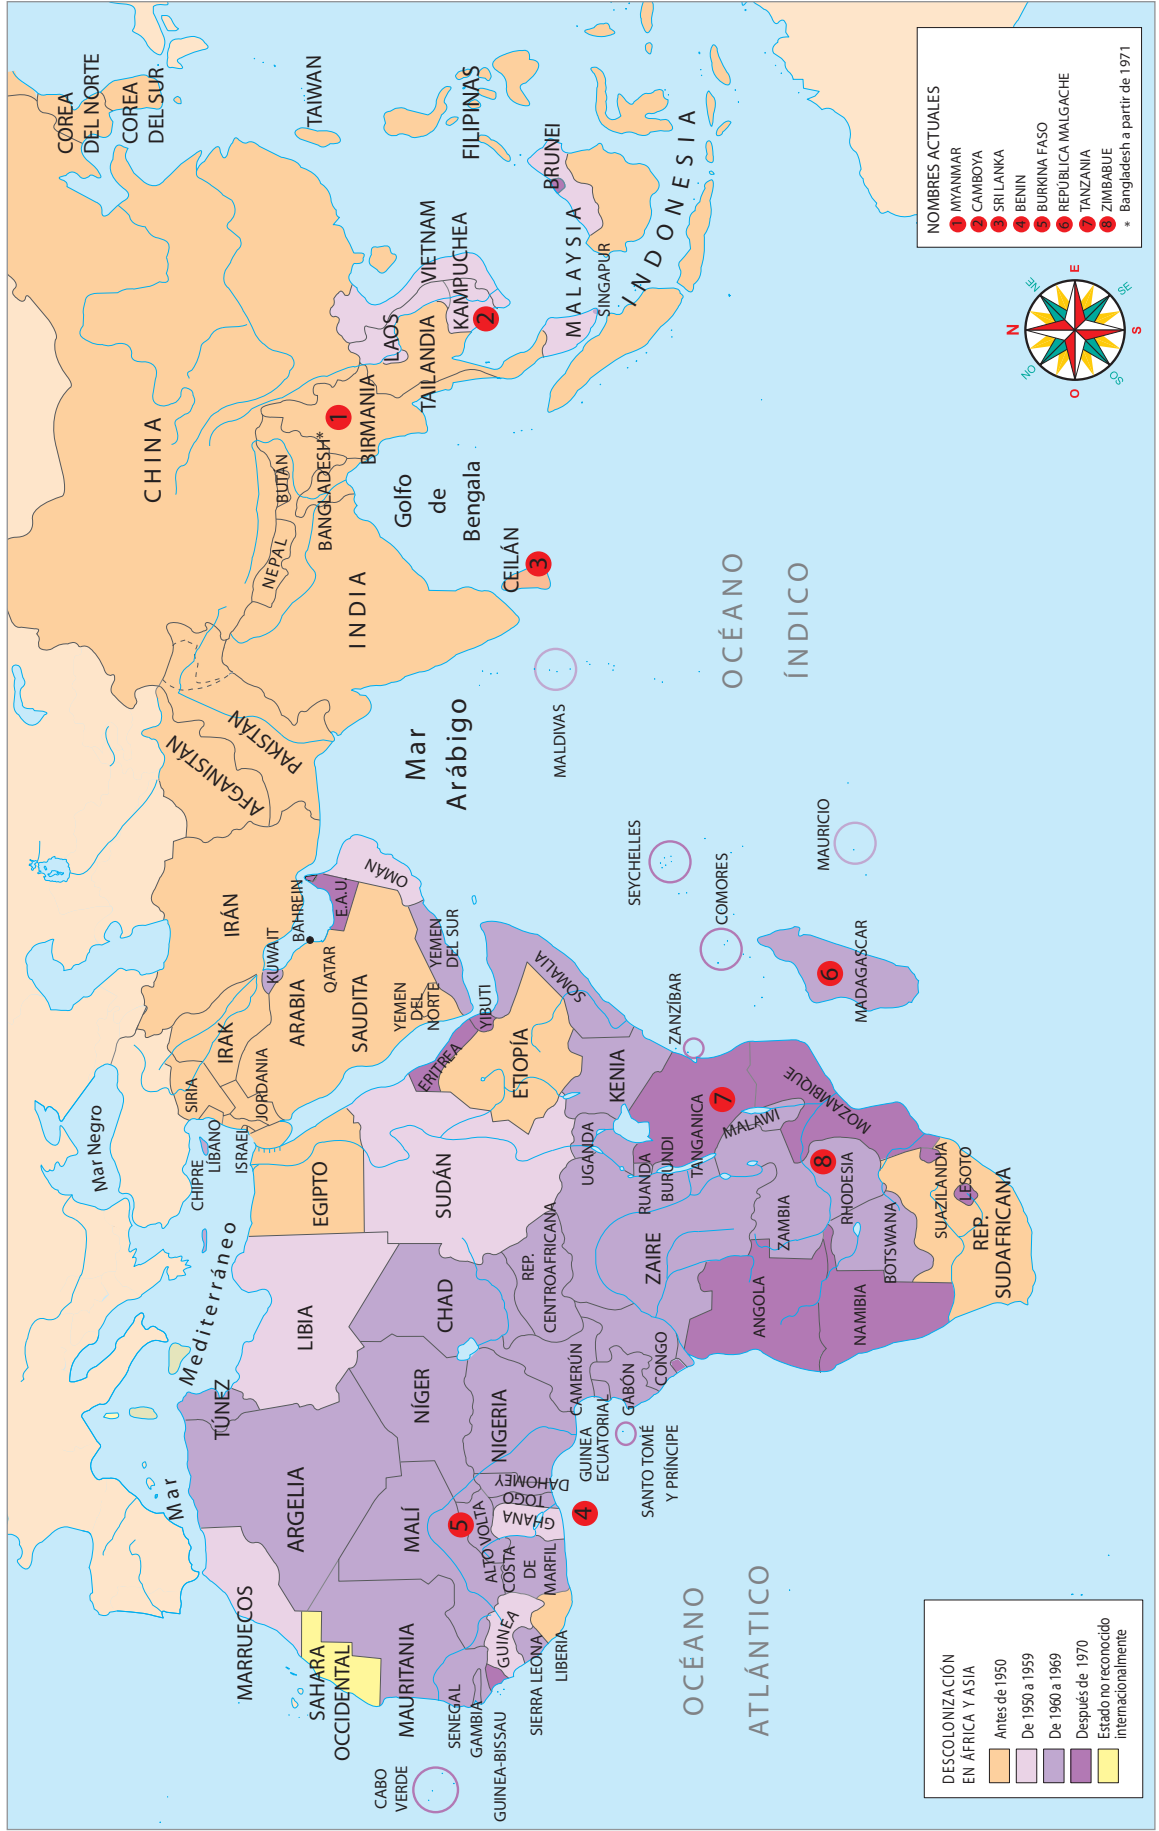 COREA
DEL NORTE
COREA
DEL SUR
TAIWAN
FILIPINAS
CHINA
VIETNAM
KAMPUCHEA
2
LAOS
TAILANDIA
BIRMANIA
1
BANGLADESH*
BUTÁN
NEPAL
INDIA
BRUNEI
MALAYSIA
SINGAPUR
INDONESIA
Golfo
de
Bengala
CEILÁN
3
MALDIVAS
OCÉANO
ÍNDICO
Mar
Arábigo
AFGANISTÁN
PAKISTÁN
IRÁN
KUWAIT
BAHREIN
QATAR
E.A.U.
OMÁN
ARABIA
SAUDITA
YEMEN
DEL
NORTE
YEMEN
DEL SUR
IRAK
SIRIA
JORDANIA
LIBANO
ISRAEL
CHIPRE
Mar Negro
Mar
Mediterráneo
EGIPTO
LIBIA
TÚNEZ
ARGELIA
MARRUECOS
SAHARA
OCCIDENTAL
MAURITANIA
MALÍ
NÍGER
CHAD
SUDÁN
ERITREA
YIBUTI
ETIOPÍA
SOMALIA
KENIA
UGANDA
RUANDA
BURUNDI
TANGANICA
7
ZANZÍBAR
SEYCHELLES
COMORES
MAURICIO
6
MADAGASCAR
MALAWI
MOZAMBIQUE
8
RHODESIA
ZAMBIA
BOTSWANA
SUAZILANDIA
LESOTO
REP.
SUDAFRICANA
NAMIBIA
ANGOLA
ZAIRE
REP.
CENTROAFRICANA
CONGO
GABÓN
CAMERÚN
GUINEA
ECUATORIAL
SANTO TOMÉ
Y PRÍNCIPE
NIGERIA
DAHOMEY
4
TOGO
GHANA
5
ALTO VOLTA
COSTA
DE
MARFIL
LIBERIA
SIERRA LEONA
GUINEA
GUINEA-BISSAU
GAMBIA
SENEGAL
CABO
VERDE
OCÉANO
ATLÁNTICO
DESCOLONIZACIÓN
EN ÁFRICA Y ASIA
Antes de 1950
De 1950 a 1959
De 1960 a 1969
Después de 1970
Estado no reconocido
internacionalmente
NOMBRES ACTUALES
1 MYANMAR
2 CAMBOYA
3 SRI LANKA
4 BENIN
5 BURKINA FASO
6 REPÚBLICA MALGACHE
7 TANZANIA
8 ZIMBABUE
* Bangladesh a partir de 1971
N
NE
E
SE
S
SO
O
NO